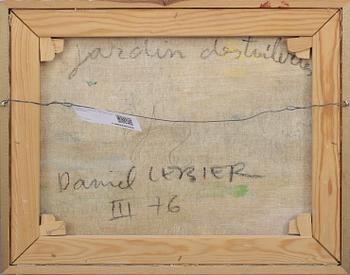 jardin des tuileries
Daniel LEBIER
III 76